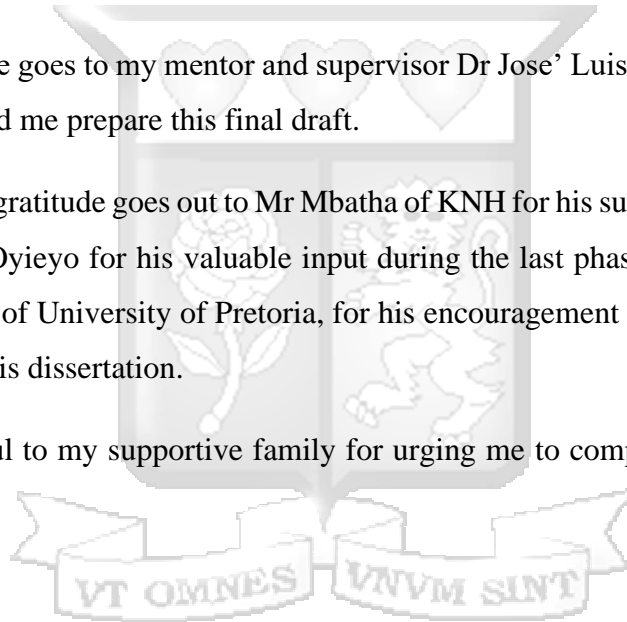 e goes to my mentor and supervisor Dr Jose’ Luis
d me prepare this final draft.
gratitude goes out to Mr Mbatha of KNH for his su
Oyieyo for his valuable input during the last phas
of University of Pretoria, for his encouragement
is dissertation.
ul to my supportive family for urging me to comp
VT OMNES VNVM SINT